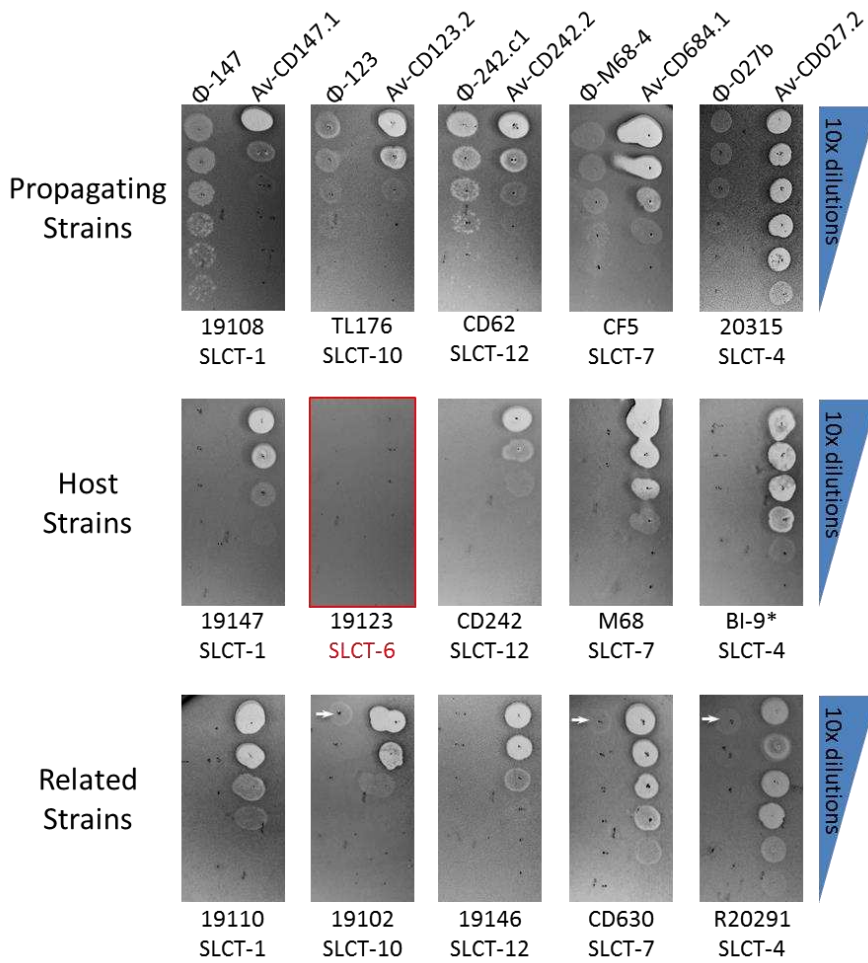 Φ-147
Av-CD147.1
Φ-123
Av-CD123.2
Φ-242.c1
Av-CD242.2
Φ-M68-4
Av-CD684.1
Φ-027b
Av-CD027.2
Propagating
Strains
10x dilutions
19108
SLCT-1
TL176
SLCT-10
CD62
SLCT-12
CF5
SLCT-7
20315
SLCT-4
Host
Strains
10x dilutions
19147
SLCT-1
19123
SLCT-6
CD242
SLCT-12
M68
SLCT-7
BI-9*
SLCT-4
Related
Strains
10x dilutions
19110
SLCT-1
19102
SLCT-10
19146
SLCT-12
CD630
SLCT-7
R20291
SLCT-4